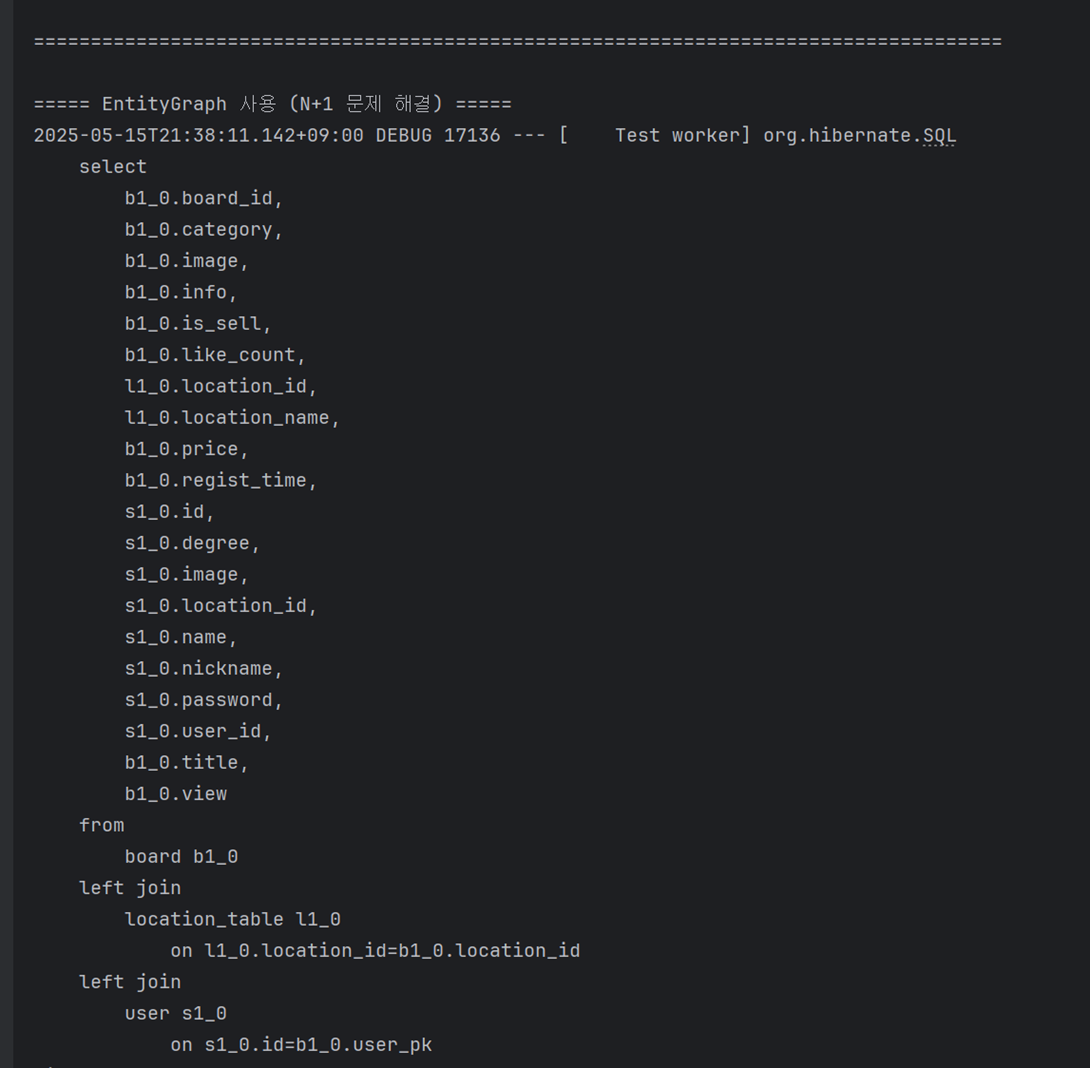 =====================================================================================
===== EntityGraph 사용 (N+1 문제 해결) =====
2025-05-15T21:38:11.142+09:00 DEBUG 17136 --- [    Test worker] org.hibernate.SQL
    select
        b1_0.board_id,
        b1_0.category,
        b1_0.image,
        b1_0.info,
        b1_0.is_sell,
        b1_0.like_count,
        l1_0.location_id,
        l1_0.location_name,
        b1_0.price,
        b1_0.regist_time,
        s1_0.id,
        s1_0.degree,
        s1_0.image,
        s1_0.location_id,
        s1_0.name,
        s1_0.nickname,
        s1_0.password,
        s1_0.user_id,
        b1_0.title,
        b1_0.view
    from
        board b1_0
    left join
        location_table l1_0
            on l1_0.location_id=b1_0.location_id
    left join
        user s1_0
            on s1_0.id=b1_0.user_pk